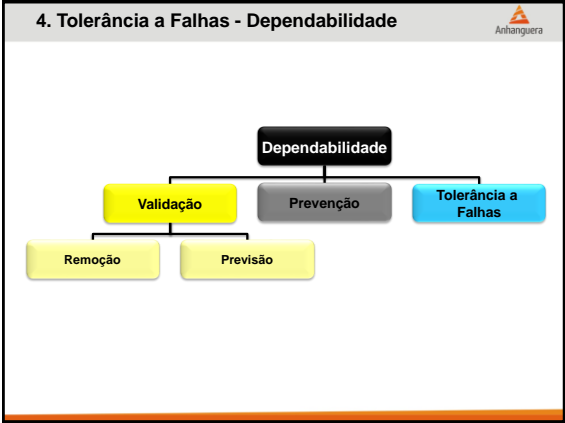 4. Tolerância a Falhas - Dependabilidade
Anhanguera
Dependabilidade
Validação
Prevenção
Tolerância a
Falhas
Remoção
Previsão